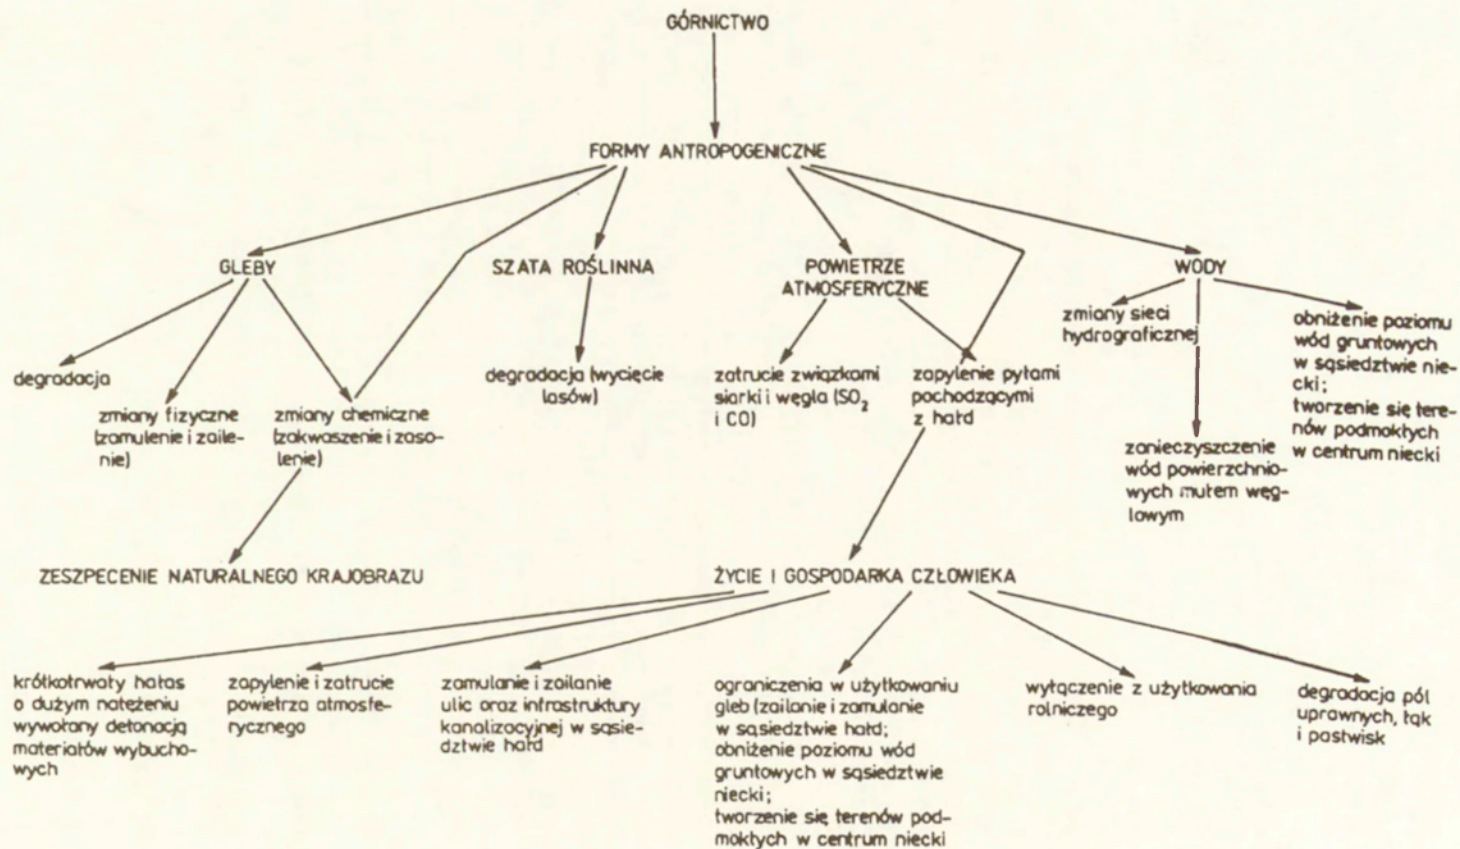 GÓRNICTWO
FORMY ANTROPOGENICZNE
GLEBY
SZATA ROŚLINNA
POWIETRZE
ATMOSFERYCZNE
WODY
degradacja
zmiany fizyczne
(zamulenie i zaile-
nie)
zmiany chemiczne
(zakwaszenie i zaso-
lenie)
degradacja (wycięcie
lasów)
zatrucie związkami
siarki i węgla (SO₂
i CO)
zapylenie pyłami
pochodzącymi
z hałd
zmiany sieci
hydrograficznej
zanieczyszczenie
wód powierzchnio-
wych mułem węg-
lowym
obniżenie poziomu
wód gruntowych
w sąsiedztwie nie-
cki;
tworzenie się tere-
nów podmokłych
w centrum niecki
ZESZPECENIE NATURALNEGO KRAJOBRAZU
ŻYCIE I GOSPODARKA CZŁOWIEKA
krótkotrwały hałas
o dużym natężeniu
wywołany detonacją
materiałów wybucho-
wych
zapylenie i zatrucie
powietrza atmosfe-
rycznego
zamulanie i zailanie
ulic oraz infrastruktury
kanalizacyjnej w sąsie-
dztwie hałd
ograniczenia w użytkowaniu
gleb (zailanie i zamulanie
w sąsiedztwie hałd;
obniżenie poziomu wód
gruntowych w sąsiedztwie
niecki;
tworzenie się terenów pod-
mokłych w centrum niecki
wyłączenie z użytkowania
rolniczego
degradacja pól
uprawnych, łąk
i pastwisk